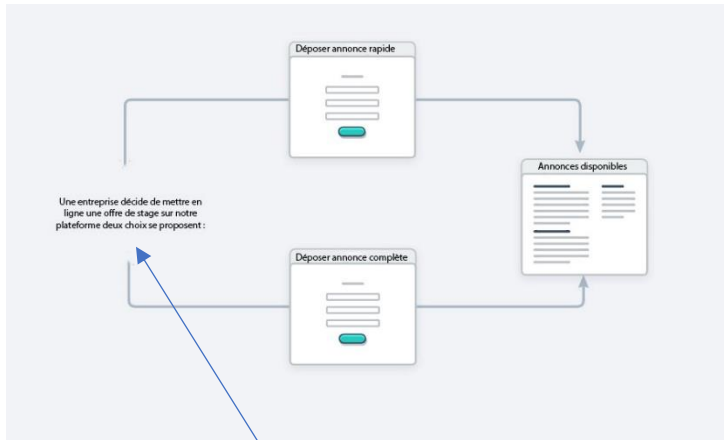 Déposer annonce rapide
Annonces disponibles
Une entreprise décide de mettre en
ligne une offre de stage sur notre
plateforme deux choix se proposent :
Déposer annonce complète